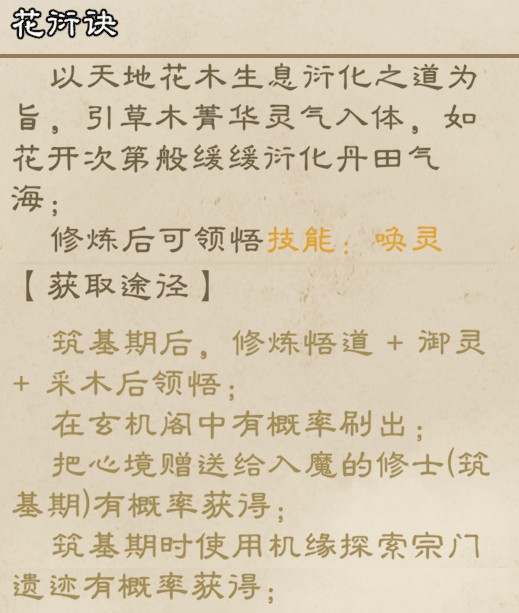 花衍诀
以天地花木生息衍化之道为
旨，引草木菁华灵气入体，如
花开次第般缓缓衍化丹田气
海；
修炼后可领悟技能：唤灵
【获取途径】
筑基期后，修炼悟道 + 御灵
+ 采木后领悟；
在玄机阁中有概率刷出；
把心境赠送给入魔的修士(筑
基期)有概率获得；
筑基期时使用机缘探索宗门
遗迹有概率获得；